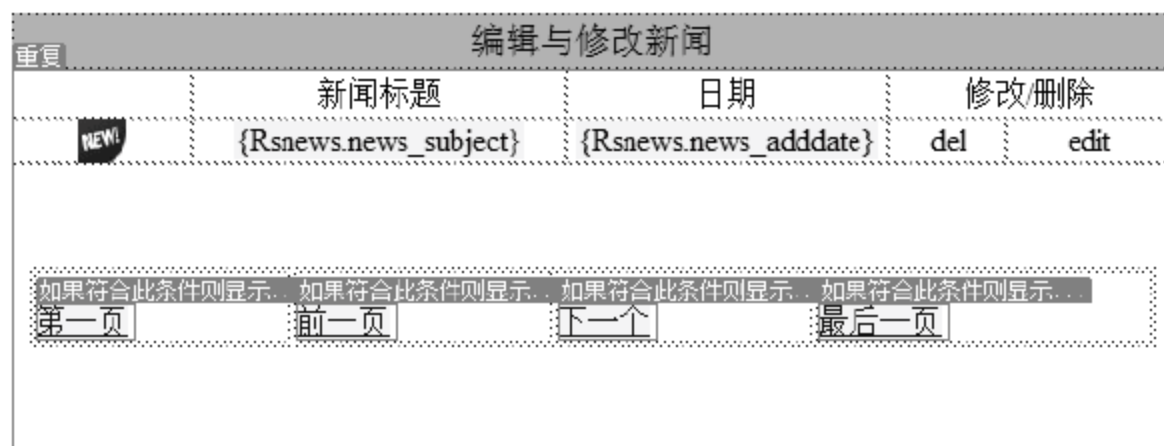 编辑与修改新闻
重复
新闻标题 日期 修改/删除
NEW! {Rsnews.news_subject} {Rsnews.news_adddate} del edit
如果符合此条件则显示... 如果符合此条件则显示... 如果符合此条件则显示... 如果符合此条件则显示...
第一页 前一页 下一个 最后一页